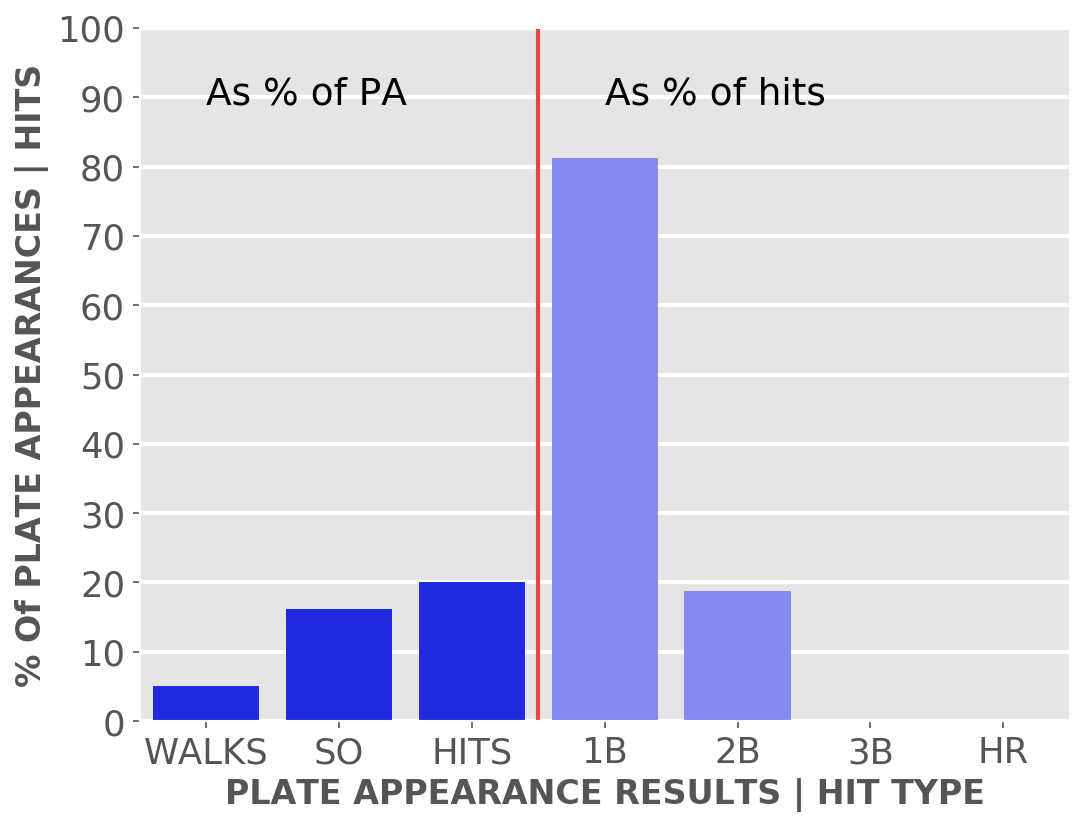 % Of PLATE APPEARANCES | HITS
100
90
80
70
60
50
40
30
20
10
0
As % of PA
As % of hits
WALKS SO HITS 1B 2B 3B HR
PLATE APPEARANCE RESULTS | HIT TYPE